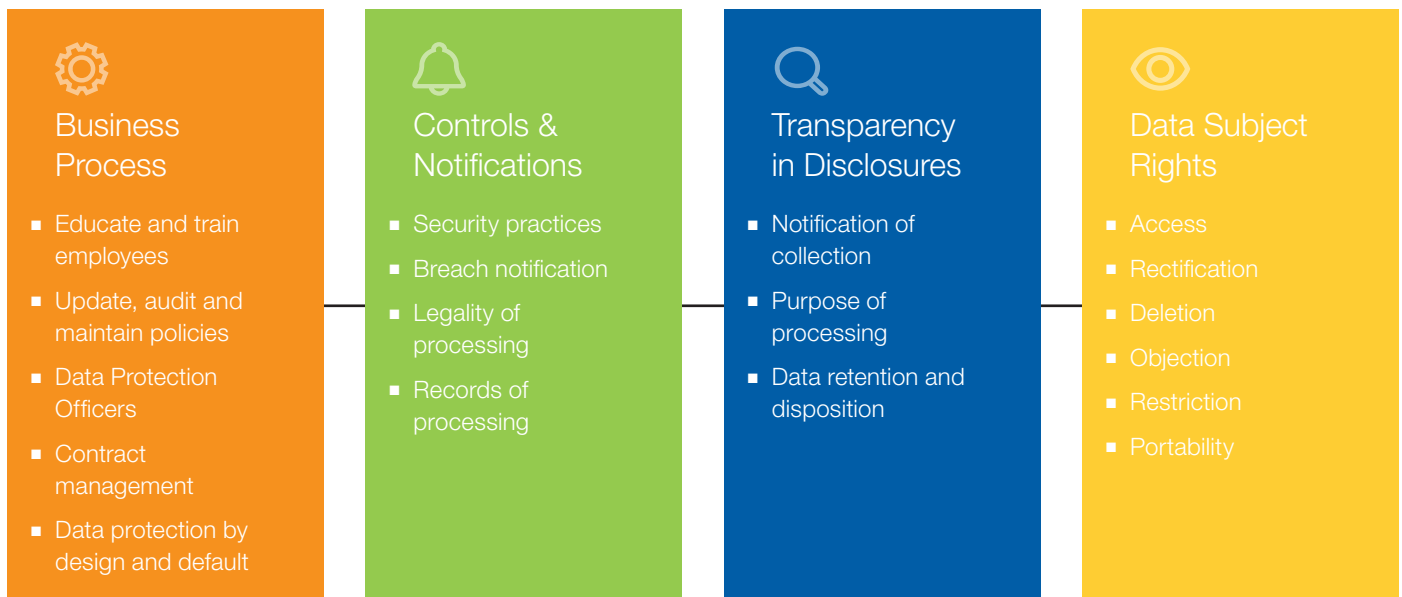 Business
Process
■ Educate and train
employees
■ Update, audit and
maintain policies
■ Data Protection
Officers
■ Contract
management
■ Data protection by
design and default
Controls &
Notifications
■ Security practices
■ Breach notification
■ Legality of
processing
■ Records of
processing
Transparency
in Disclosures
■ Notification of
collection
■ Purpose of
processing
■ Data retention and
disposition
Data Subject
Rights
■ Access
■ Rectification
■ Deletion
■ Objection
■ Restriction
■ Portability